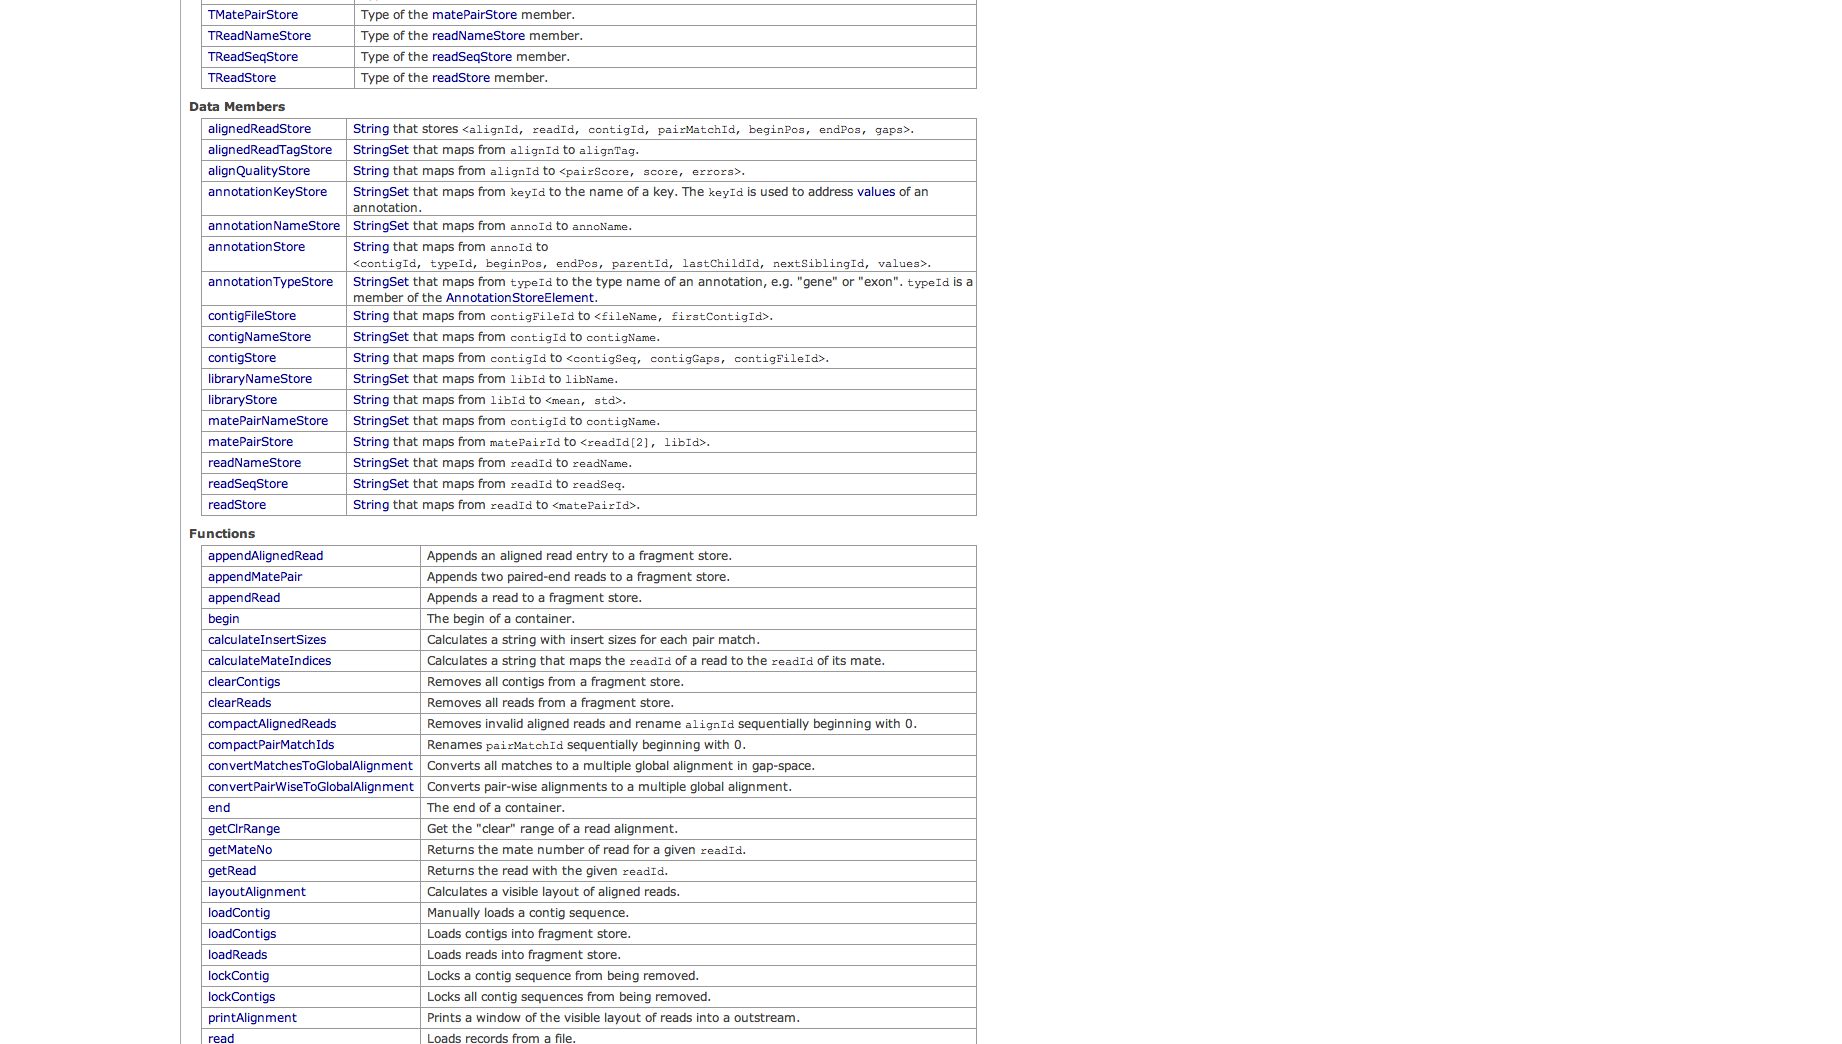 TMatePairStore Type of the matePairStore member.
TReadNameStore Type of the readNameStore member.
TReadSeqStore Type of the readSeqStore member.
TReadStore Type of the readStore member.
Data Members
alignedReadStore String that stores <alignId, readId, contigId, pairMatchId, beginPos, endPos, gaps>.
alignedReadTagStore StringSet that maps from alignId to alignTag.
alignQualityStore String that maps from alignId to <pairScore, score, errors>.
annotationKeyStore StringSet that maps from keyId to the name of a key. The keyId is used to address values of an
annotation.
annotationNameStore StringSet that maps from annoId to annoName.
annotationStore String that maps from annoId to
<contigId, typeId, beginPos, endPos, parentId, lastChildId, nextSiblingId, values>.
annotationTypeStore StringSet that maps from typeId to the type name of an annotation, e.g. "gene" or "exon". typeId is a
member of the AnnotationStoreElement.
contigFileStore String that maps from contigFileId to <fileName, firstContigId>.
contigNameStore StringSet that maps from contigId to contigName.
contigStore String that maps from contigId to <contigSeq, contigGaps, contigFileId>.
libraryNameStore StringSet that maps from libId to libName.
libraryStore String that maps from libId to <mean, std>.
matePairNameStore StringSet that maps from contigId to contigName.
matePairStore String that maps from matePairId to <readId[2], libId>.
readNameStore StringSet that maps from readId to readName.
readSeqStore StringSet that maps from readId to readSeq.
readStore String that maps from readId to <matePairId>.
Functions
appendAlignedRead Appends an aligned read entry to a fragment store.
appendMatePair Appends two paired-end reads to a fragment store.
appendRead Appends a read to a fragment store.
begin The begin of a container.
calculateInsertSizes Calculates a string with insert sizes for each pair match.
calculateMateIndices Calculates a string that maps the readId of a read to the readId of its mate.
clearContigs Removes all contigs from a fragment store.
clearReads Removes all reads from a fragment store.
compactAlignedReads Removes invalid aligned reads and rename alignId sequentially beginning with 0.
compactPairMatchIds Renames pairMatchId sequentially beginning with 0.
convertMatchesToGlobalAlignment Converts all matches to a multiple global alignment in gap-space.
convertPairWiseToGlobalAlignment Converts pair-wise alignments to a multiple global alignment.
end The end of a container.
getClrRange Get the "clear" range of a read alignment.
getMateNo Returns the mate number of read for a given readId.
getRead Returns the read with the given readId.
layoutAlignment Calculates a visible layout of aligned reads.
loadContig Manually loads a contig sequence.
loadContigs Loads contigs into fragment store.
loadReads Loads reads into fragment store.
lockContig Locks a contig sequence from being removed.
lockContigs Locks all contig sequences from being removed.
printAlignment Prints a window of the visible layout of reads into a outstream.
read Loads records from a file.